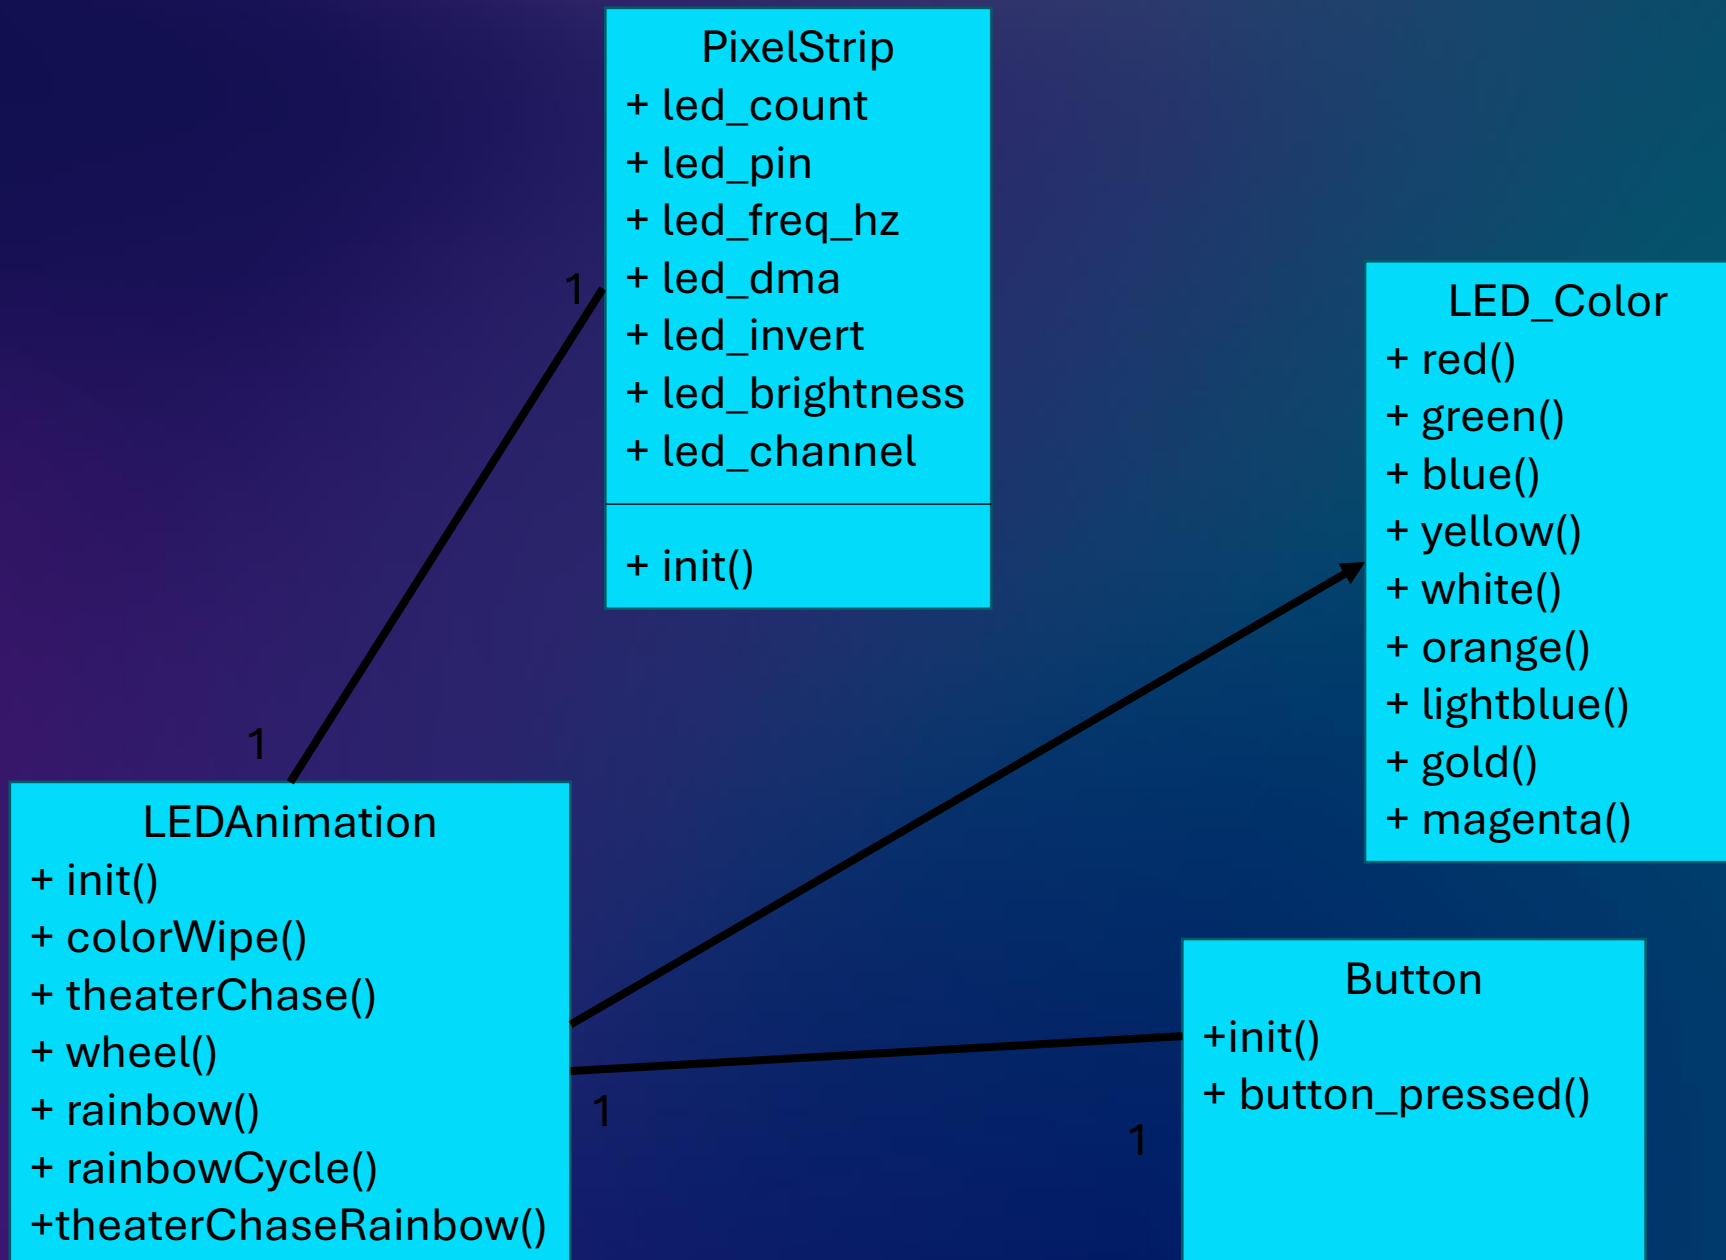 PixelStrip
+ led_count
+ led_pin
+ led_freq_hz
+ led_dma
+ led_invert
+ led_brightness
+ led_channel
+ init()
1
1
LED_Color
+ red()
+ green()
+ blue()
+ yellow()
+ white()
+ orange()
+ lightblue()
+ gold()
+ magenta()
LEDAnimation
+ init()
+ colorWipe()
+ theaterChase()
+ wheel()
+ rainbow()
+ rainbowCycle()
+theaterChaseRainbow()
1
1
Button
+init()
+ button_pressed()